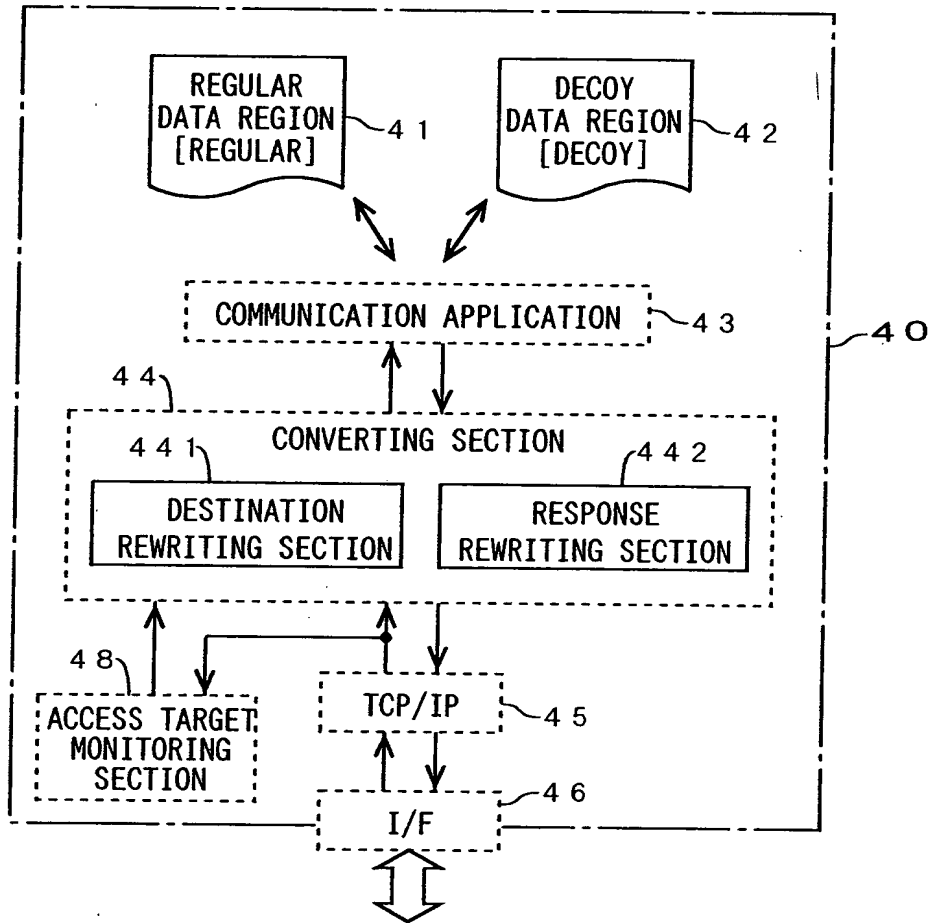 REGULAR
DATA REGION
[REGULAR]
41
DECOY
DATA REGION
[DECOY]
42
COMMUNICATION APPLICATION
43
40
44
CONVERTING SECTION
441
442
DESTINATION
REWRITING SECTION
RESPONSE
REWRITING SECTION
48
ACCESS TARGET
MONITORING
SECTION
TCP/IP
45
46
I/F